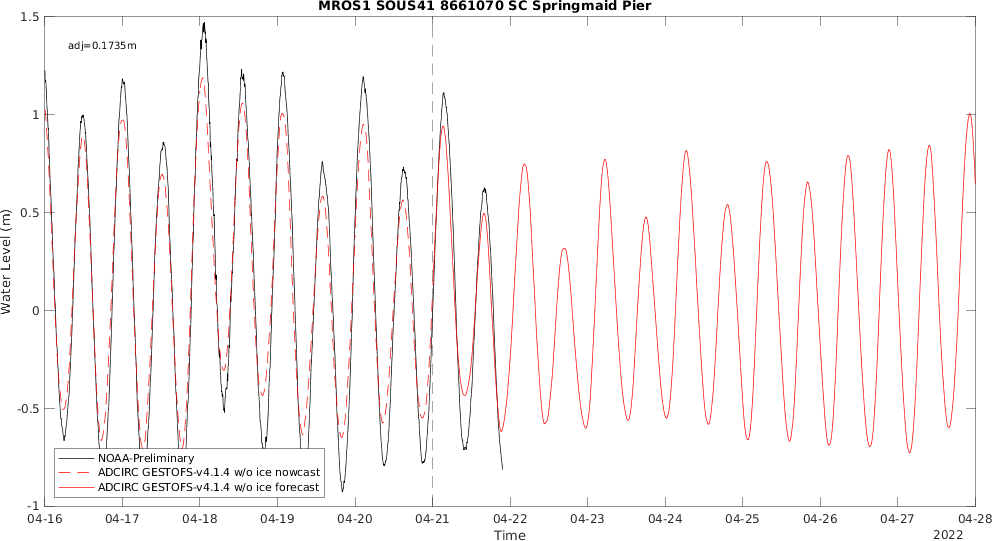 MROS1 SOUS41 8661070 SC Springmaid Pier
1.5
adj=0.1735m
1
0.5
Water Level (m)
0
-0.5
NOAA-Preliminary
ADCIRC GESTOFS-v4.1.4 w/o ice nowcast
ADCIRC GESTOFS-v4.1.4 w/o ice forecast
-1
04-16 04-17 04-18 04-19 04-20 04-21 04-22 04-23 04-24 04-25 04-26 04-27 04-28
Time
2022